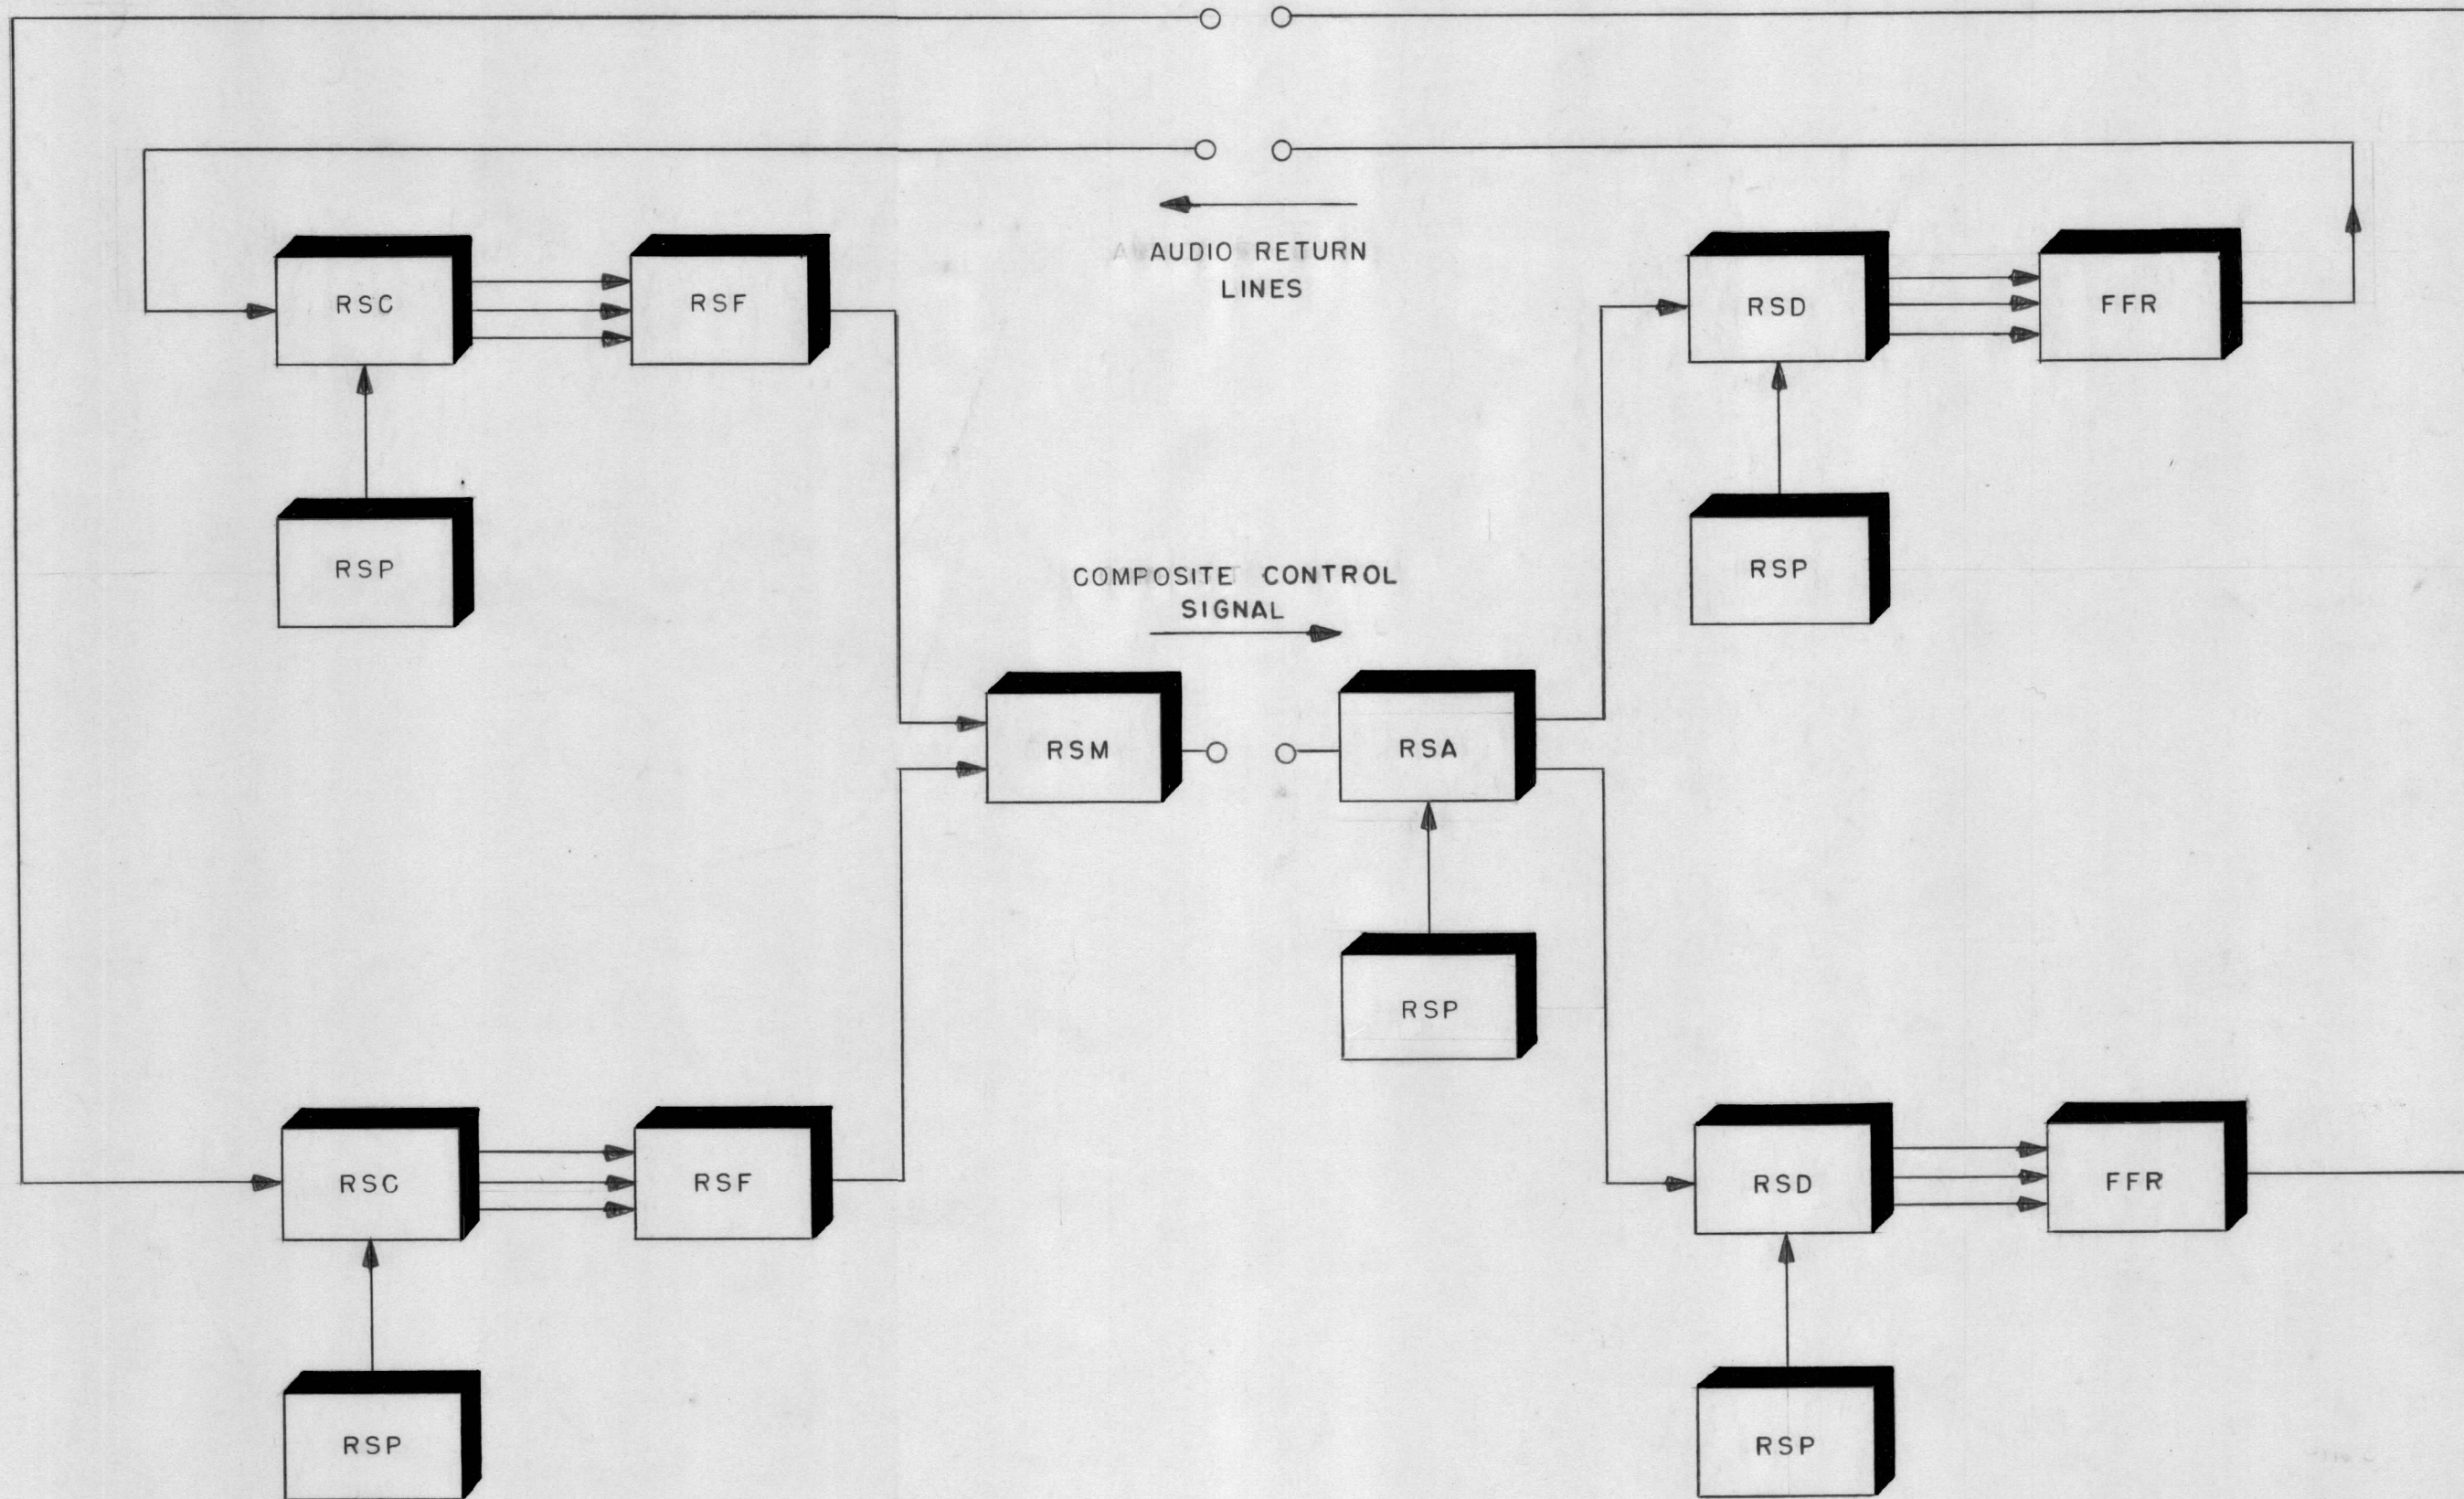 AUDIO RETURN
LINES
RSC
RSF
RSD
FFR
RSP
RSP
COMPOSITE CONTROL
SIGNAL
RSM
RSA
RSP
RSC
RSF
RSD
FFR
RSP
RSP